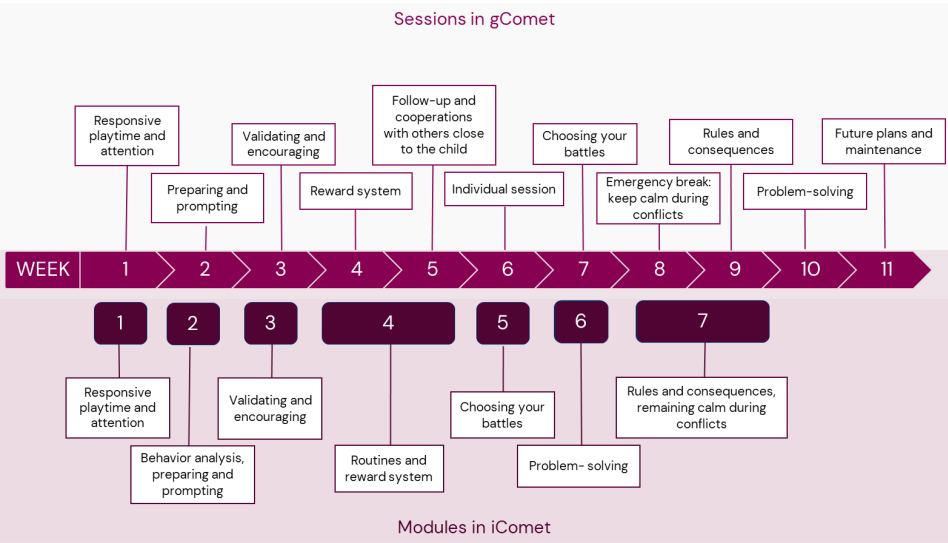 Sessions in gComet
Responsive
playtime and
attention
Preparing and
prompting
Validating and
encouraging
Reward system
Follow-up and
cooperations
with others close
to the child
Individual session
Choosing your
battles
Emergency break:
keep calm during
conflicts
Rules and
consequences
Problem-solving
Future plans and
maintenance
WEEK 1 2 3 4 5 6 7 8 9 10 11
1 2 3 4 5 6 7
Responsive
playtime and
attention
Behavior analysis,
preparing and
prompting
Validating and
encouraging
Routines and
reward system
Choosing your
battles
Problem- solving
Rules and consequences,
remaining calm during
conflicts
Modules in iComet